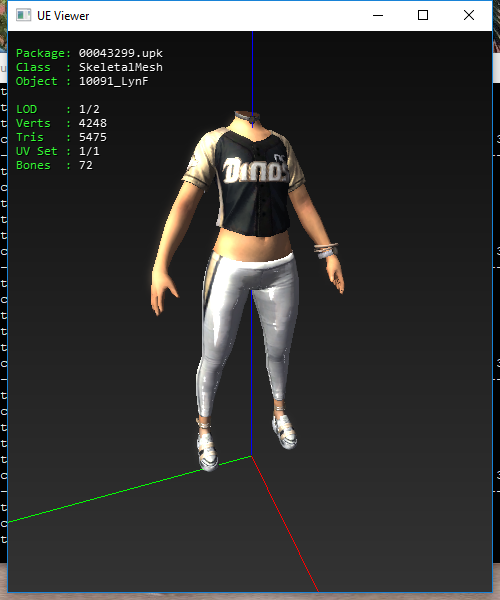 UE Viewer
Package: 00043299.upk
Class : SkeletalMesh
Object : 10091_LynF
LOD : 1/2
Verts : 4248
Tris : 5475
UV Set : 1/1
Bones : 72
Dinos